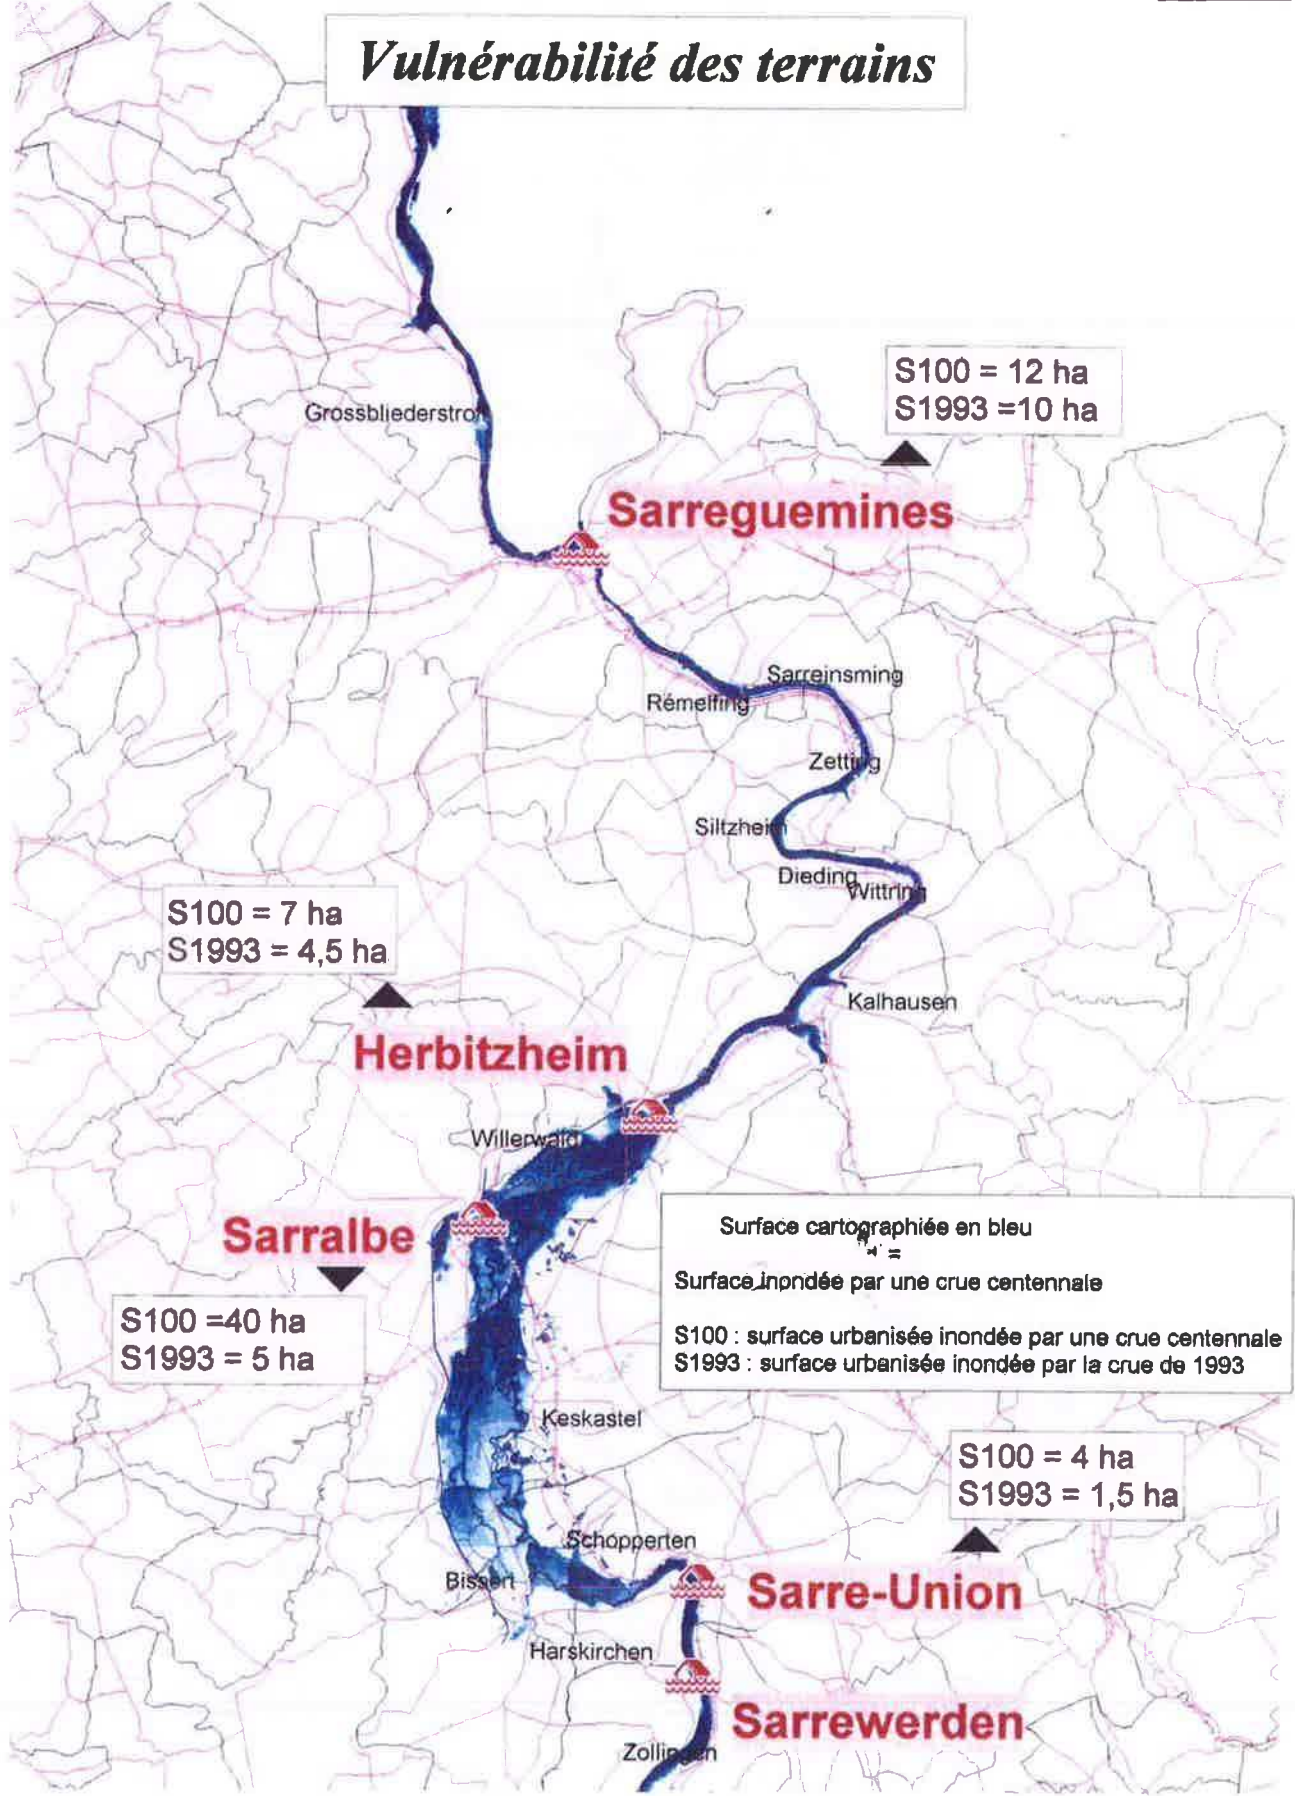 Vulnérabilité des terrains
S100 = 12 ha
S1993 =10 ha
Grossbliederstrof
Sarreguemines
Sarreinsming
Rémelfing
Zetting
Siltzheim
Dieding
Wittring
S100 = 7 ha
S1993 = 4,5 ha
Kalhausen
Herbitzheim
Willerwald
Sarralbe
Surface cartographiée en bleu
=
Surface inondée par une crue centennale
S100 : surface urbanisée inondée par une crue centennale
S1993 : surface urbanisée inondée par la crue de 1993
S100 =40 ha
S1993 = 5 ha
Keskastel
S100 = 4 ha
S1993 = 1,5 ha
Schopperten
Bissert
Sarre-Union
Harskirchen
Sarrewerden
Zollingen